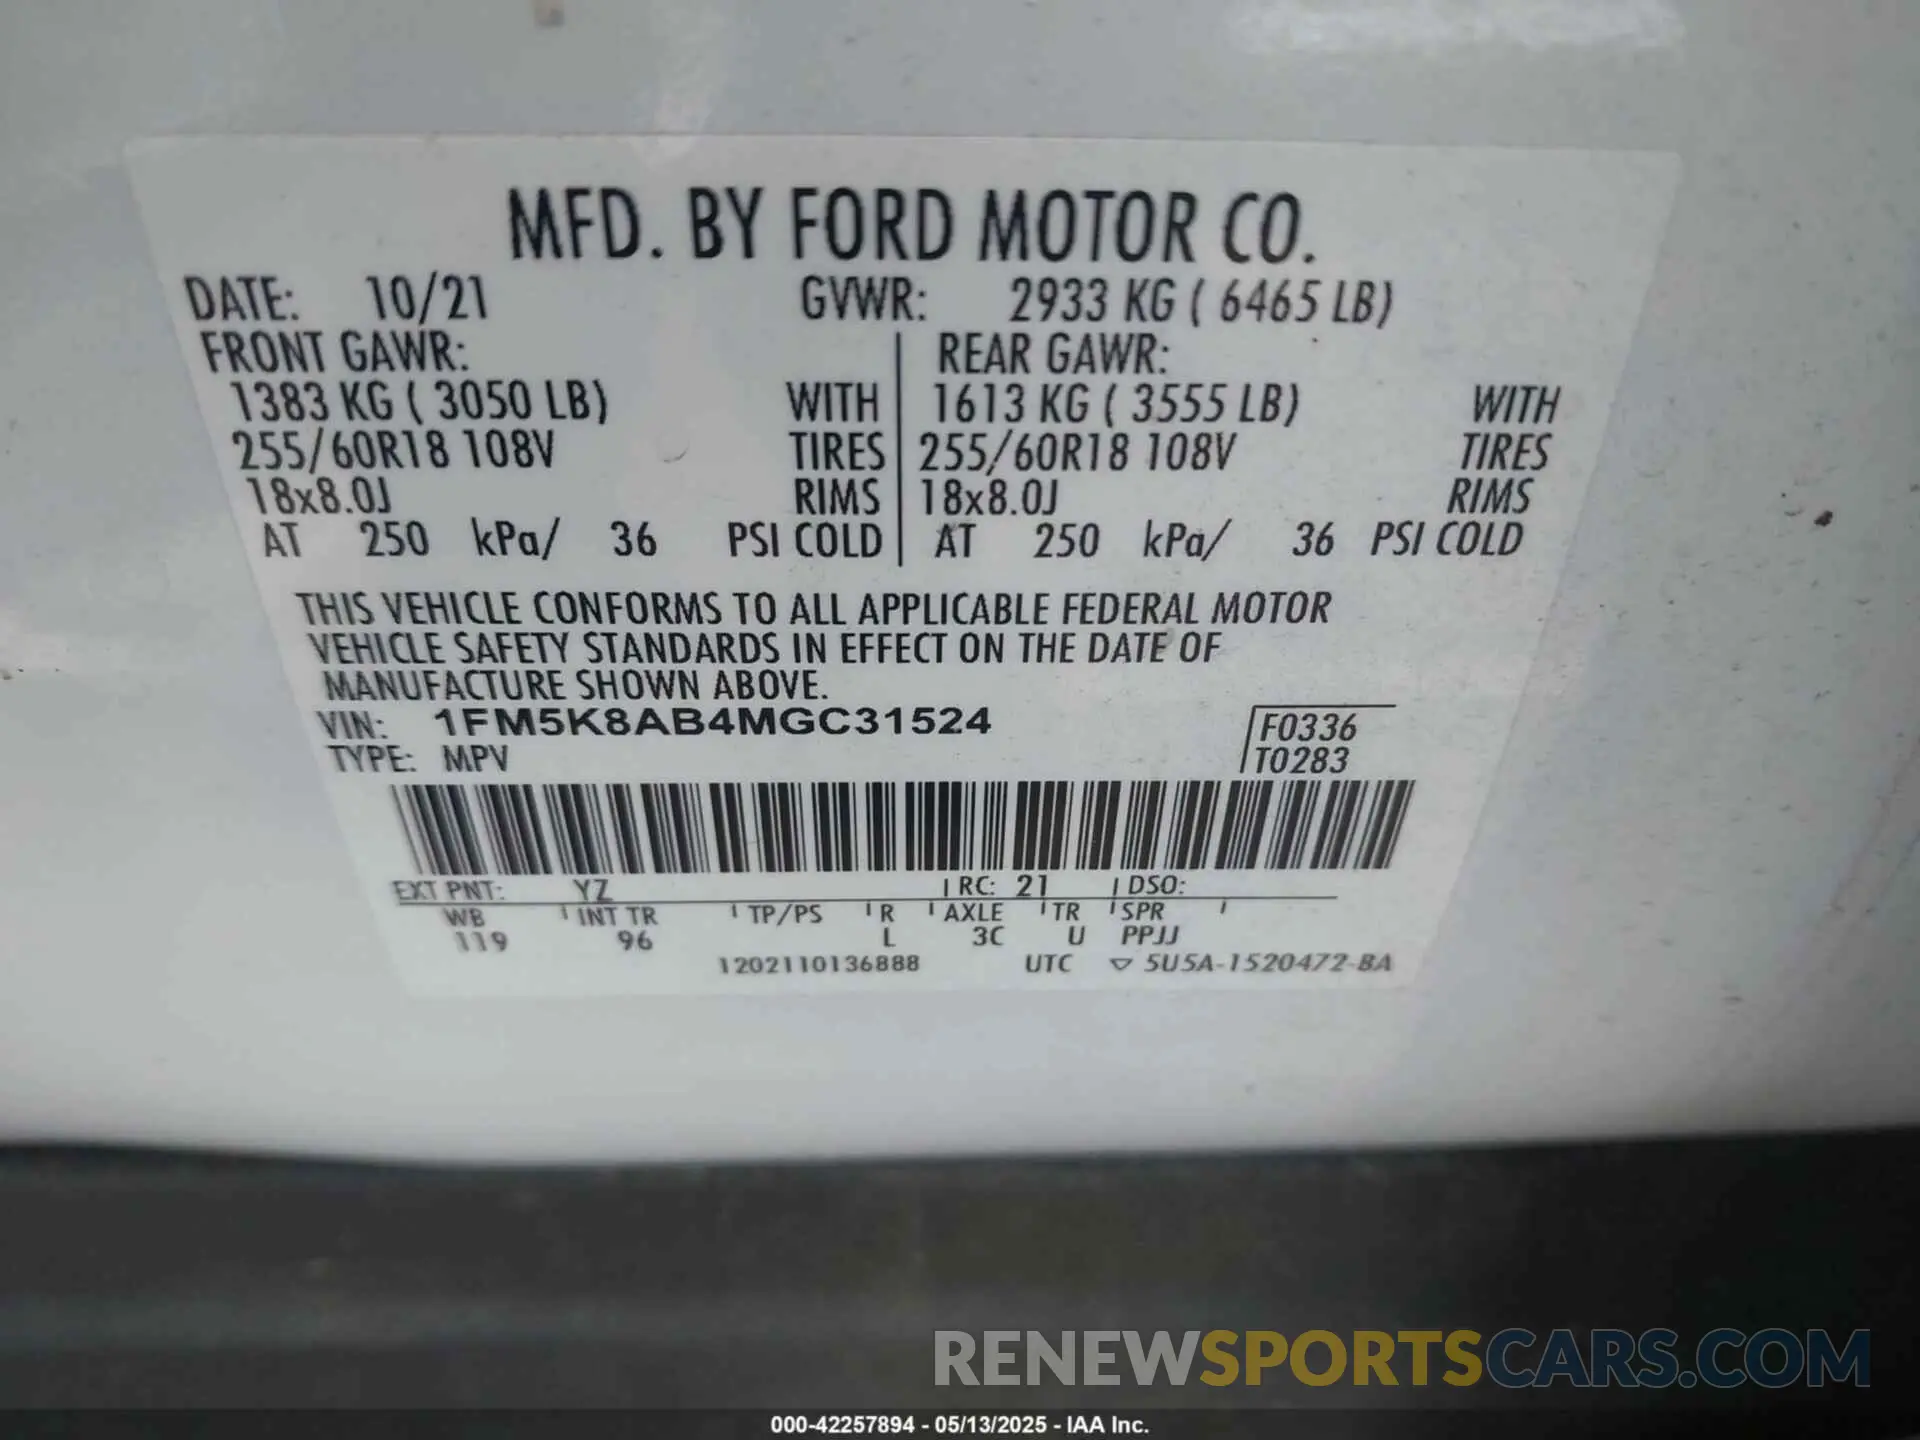 MFD. BY FORD MOTOR CO.
DATE: 10/21 GVWR: 2933 KG ( 6465 LB)
FRONT GAWR: REAR GAWR:
1383 KG ( 3050 LB) WITH 1613 KG ( 3555 LB) WITH
255/60R18 108V TIRES 255/60R18 108V TIRES
18x8.0J RIMS 18x8.0J RIMS
AT 250 kPa/ 36 PSI COLD AT 250 kPa/ 36 PSI COLD
THIS VEHICLE CONFORMS TO ALL APPLICABLE FEDERAL MOTOR
VEHICLE SAFETY STANDARDS IN EFFECT ON THE DATE OF
MANUFACTURE SHOWN ABOVE.
VIN: 1FM5K8AB4MGC31524 F0336
TYPE: MPV T0283
EXT PNT: YZ RC: 21 DSO:
WB INT TR TP/PS R AXLE TR SPR
119 96 L 3C U PPJJ
1202110136888 UTC ▽ 5U5A-1520472-BA
RENEWSPORTSCARS.COM
000-42257894 - 05/13/2025 - IAA Inc.